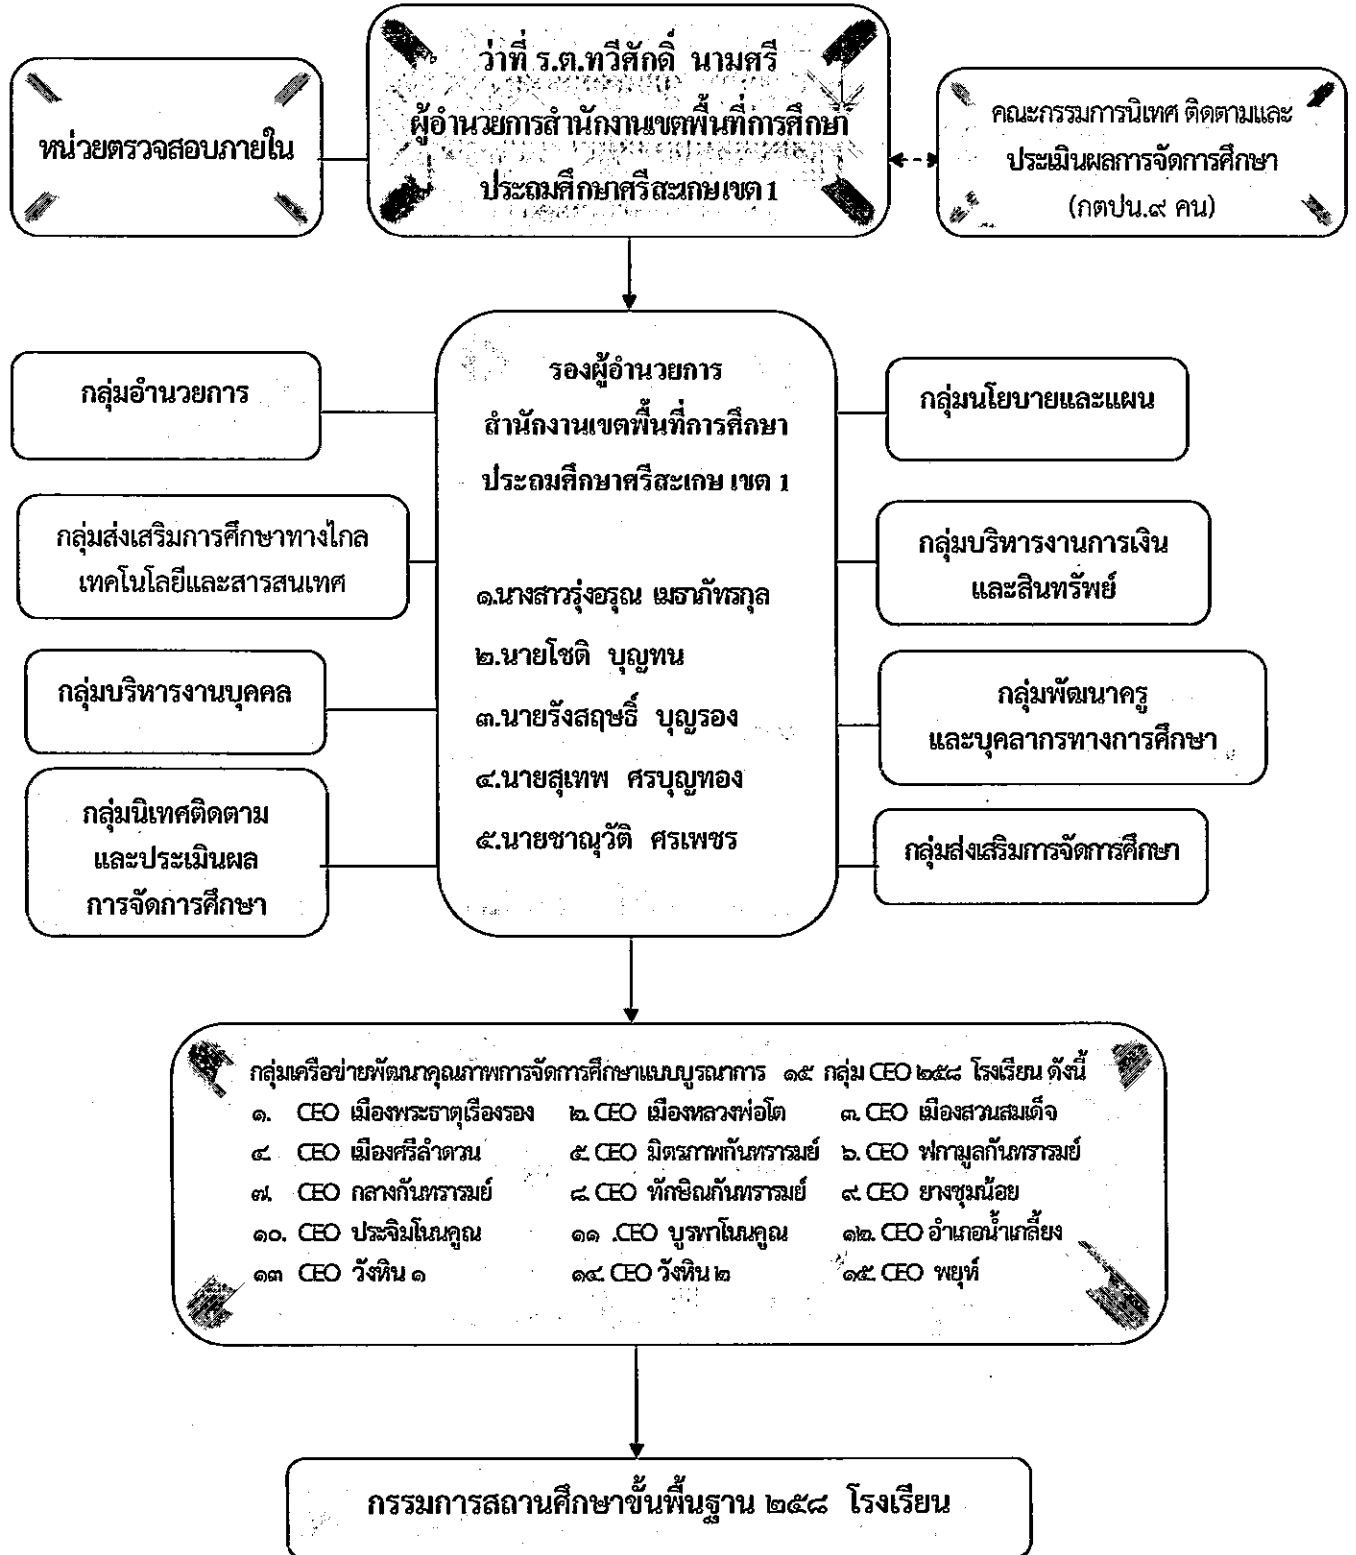 ว่าที่ ร.ต.ทวีศักดิ์ นามศรี
ผู้อำนวยการสำนักงานเขตพื้นที่การศึกษา
ประถมศึกษาศรีสะเกษ เขต 1
หน่วยตรวจสอบภายใน
คณะกรรมการนิเทศ ติดตามและ
ประเมินผลการจัดการศึกษา
(กตปน.๙ คน)
รองผู้อำนวยการ
สำนักงานเขตพื้นที่การศึกษา
ประถมศึกษาศรีสะเกษ เขต 1
๑.นางสาวรุ่งอรุณ เมธาภัทรกุล
๒.นายโชติ บุญทน
๓.นายรังสฤษธิ์ บุญรอง
๔.นายสุเทพ ศรบุญทอง
๕.นายชาณุวัติ ศรเพชร
กลุ่มอำนวยการ
กลุ่มส่งเสริมการศึกษาทางไกล
เทคโนโลยีและสารสนเทศ
กลุ่มบริหารงานบุคคล
กลุ่มนิเทศติดตาม
และประเมินผล
การจัดการศึกษา
กลุ่มนโยบายและแผน
กลุ่มบริหารงานการเงิน
และสินทรัพย์
กลุ่มพัฒนาครู
และบุคลากรทางการศึกษา
กลุ่มส่งเสริมการจัดการศึกษา
กลุ่มเครือข่ายพัฒนาคุณภาพการจัดการศึกษาแบบบูรณาการ ๑๕ กลุ่ม CEO ๒๕๘ โรงเรียน ดังนี้
๑. CEO เมืองพระธาตุเรืองรอง ๒. CEO เมืองหลวงพ่อโต ๓. CEO เมืองสวนสมเด็จ
๔. CEO เมืองศรีลำดวน ๕. CEO มิตรภาพกันทรารมย์ ๖. CEO ฟกามูลกันทรารมย์
๗. CEO กลางกันทรารมย์ ๘. CEO ทักษิณกันทรารมย์ ๙. CEO ยางชุมน้อย
๑๐. CEO ประจิมโนนคูณ ๑๑ .CEO บูรพาโนนคูณ ๑๒. CEO อำเภอน้ำเกลี้ยง
๑๓ CEO วังหิน ๑ ๑๔. CEO วังหิน ๒ ๑๕. CEO พยุห์
กรรมการสถานศึกษาขั้นพื้นฐาน ๒๕๘ โรงเรียน